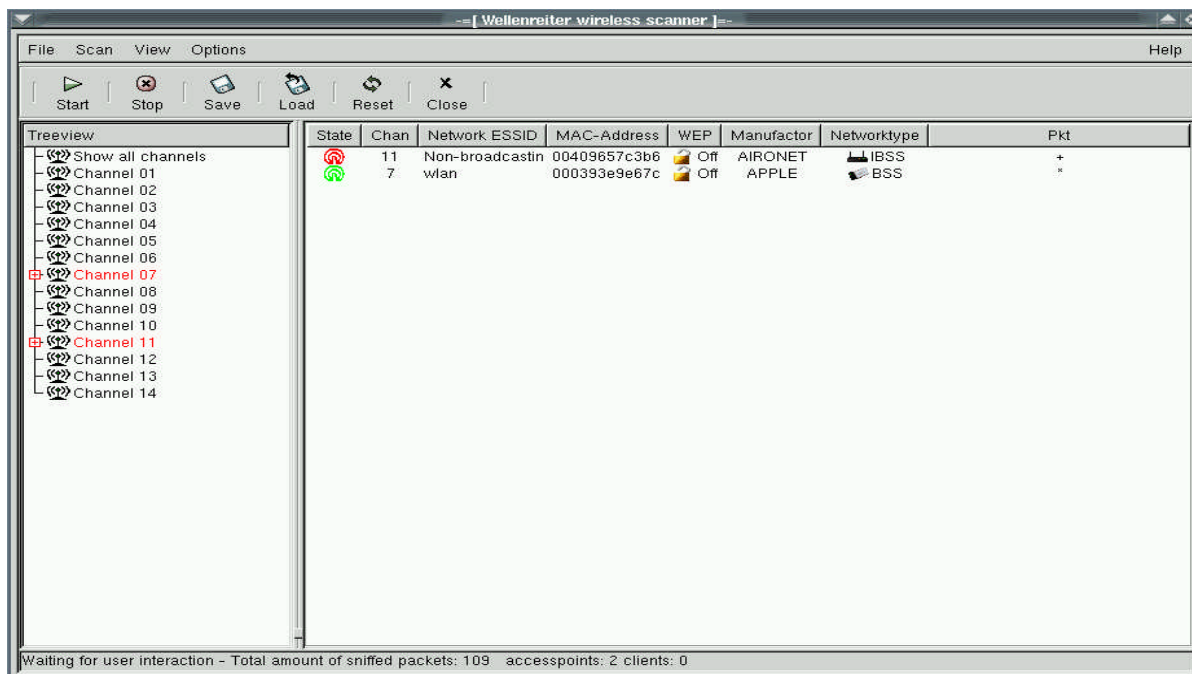 -=[ Wellenreiter wireless scanner ]=-
File Scan View Options Help
Start Stop Save Load Reset Close
Treeview
Show all channels
Channel 01
Channel 02
Channel 03
Channel 04
Channel 05
Channel 06
Channel 07
Channel 08
Channel 09
Channel 10
Channel 11
Channel 12
Channel 13
Channel 14
State Chan Network ESSID MAC-Address WEP Manufactor Networktype Pkt
11 Non-broadcastin 00409657c3b6 Off AIRONET IBSS +
7 wlan 000393e9e67c Off APPLE BSS *
Waiting for user interaction - Total amount of sniffed packets: 109 accesspoints: 2 clients: 0